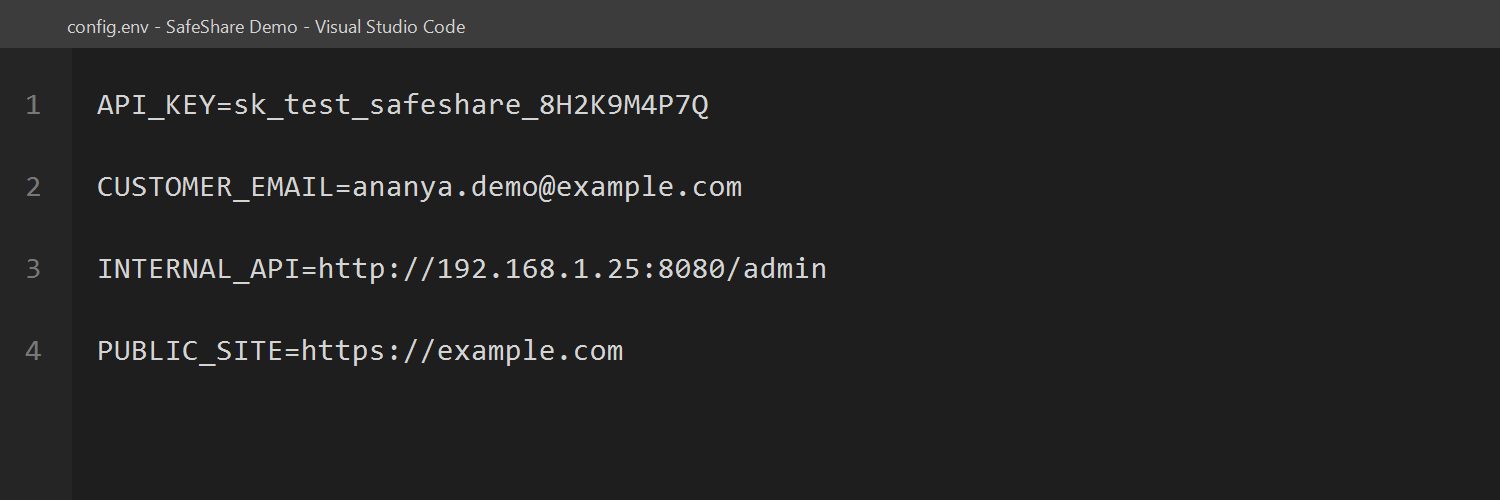 config.env - SafeShare Demo - Visual Studio Code
1 API_KEY=sk_test_safeshare_8H2K9M4P7Q
2 CUSTOMER_EMAIL=ananya.demo@example.com
3 INTERNAL_API=http://192.168.1.25:8080/admin
4 PUBLIC_SITE=https://example.com